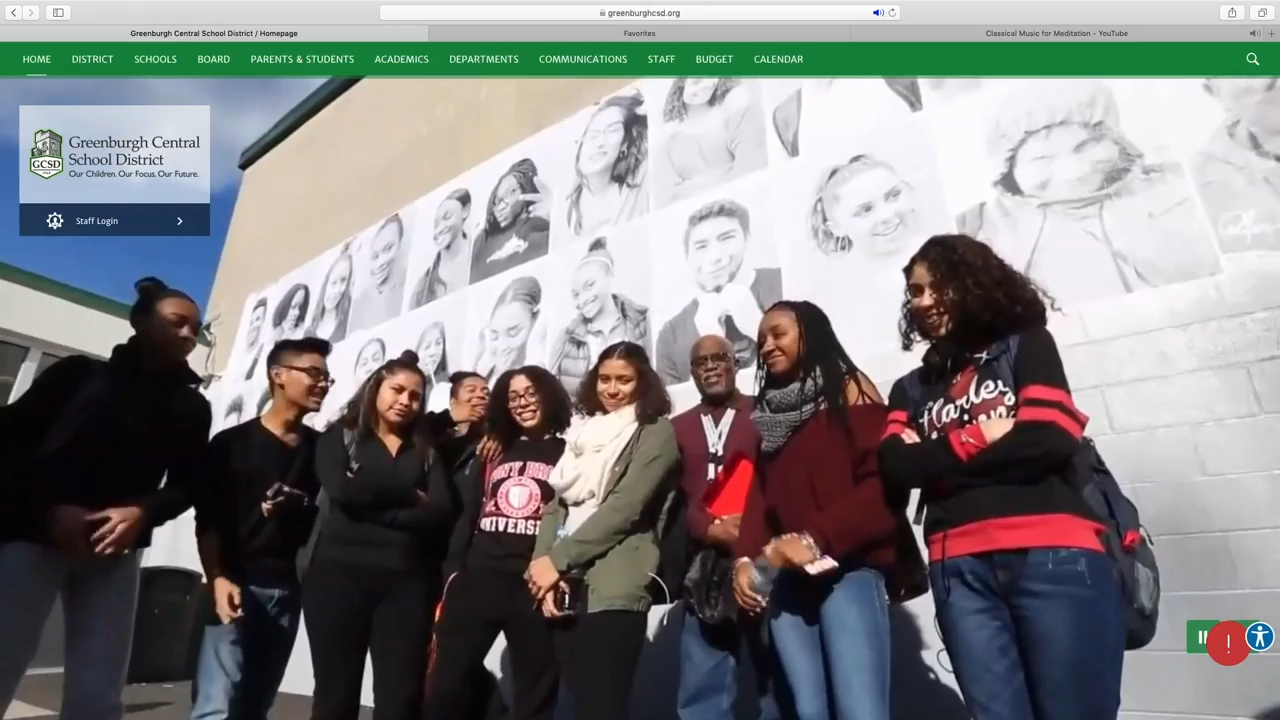 greenburghcsd.org
Greenburgh Central School District / Homepage
Favorites
Classical Music for Meditation - YouTube
HOME DISTRICT SCHOOLS BOARD PARENTS & STUDENTS ACADEMICS DEPARTMENTS COMMUNICATIONS STAFF BUDGET CALENDAR
GCSD
Greenburgh Central
School District
Our Children. Our Focus. Our Future.
Staff Login
Harley
UNIVERSI
!